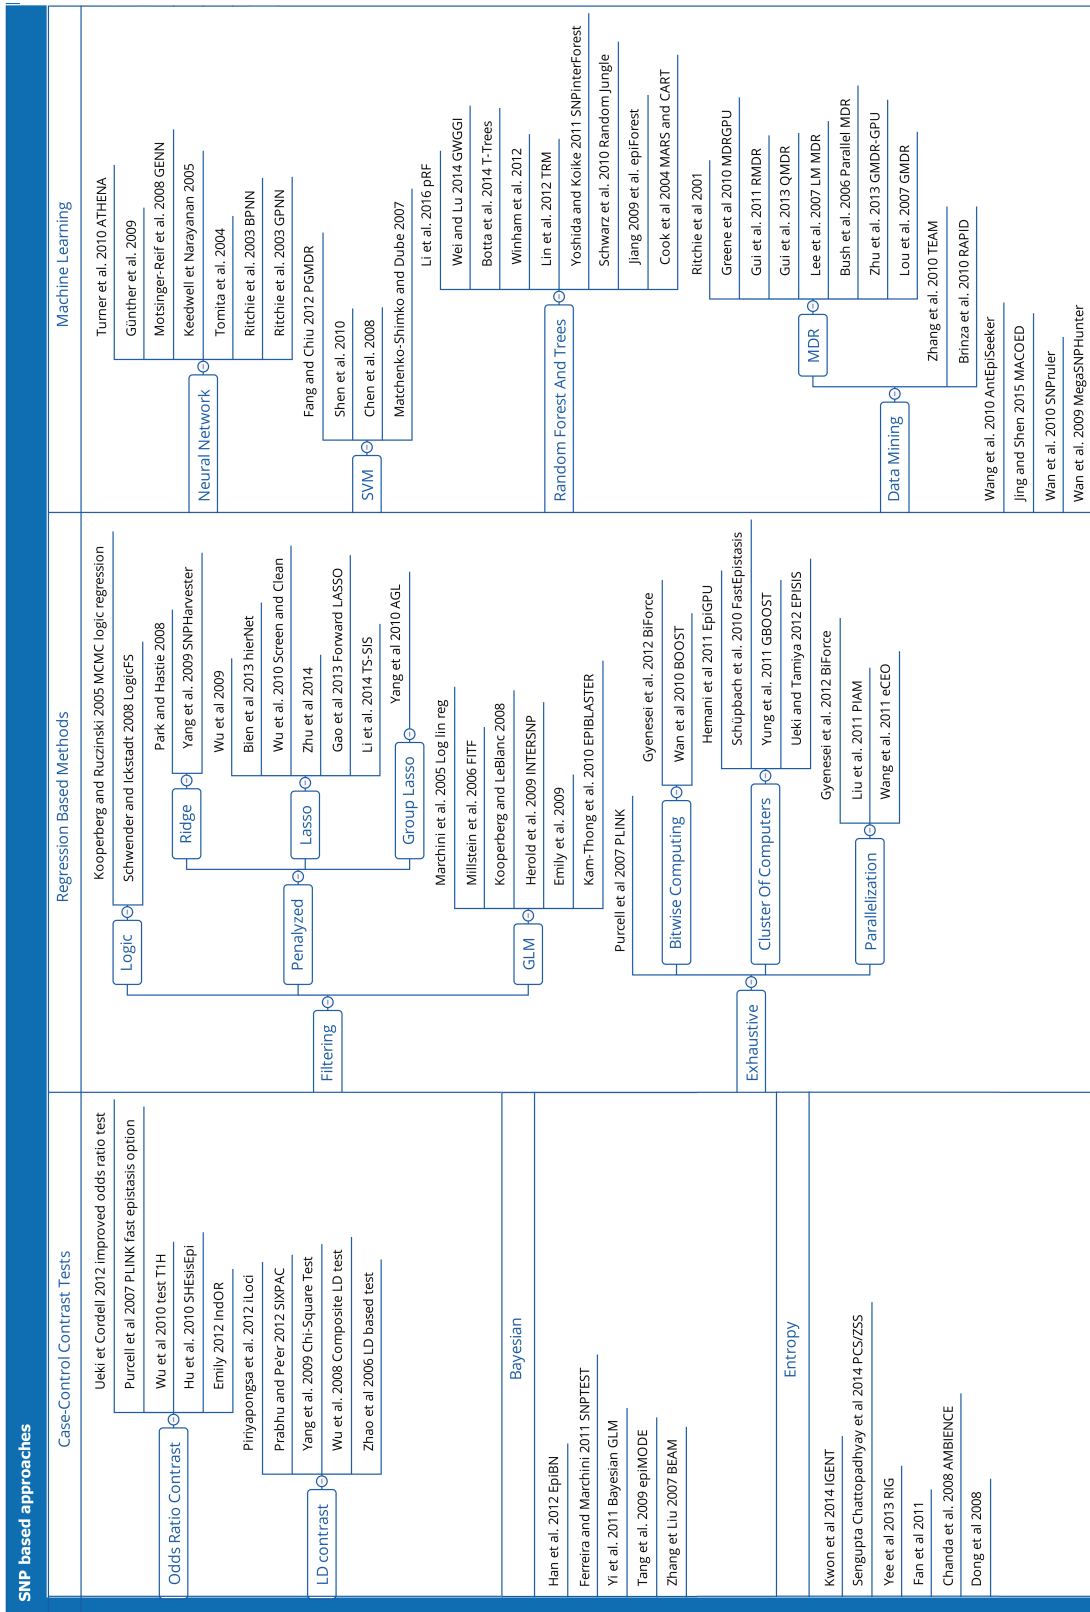 SNP based approaches
Case-Control Contrast Tests
Odds Ratio Contrast
Ueki et Cordell 2012 improved odds ratio test
Purcell et al 2007 PLINK fast epistasis option
Wu et al 2010 test T1H
Hu et al. 2010 SHEsisEpi
Emily 2012 IndOR
LD contrast
Piriyapongsa et al. 2012 iLoci
Prabhu and Pe'er 2012 SIXPAC
Yang et al. 2009 Chi-Square Test
Wu et al. 2008 Composite LD test
Zhao et al 2006 LD based test
Bayesian
Han et al. 2012 EpiBN
Ferreira and Marchini 2011 SNPTEST
Yi et al. 2011 Bayesian GLM
Tang et al. 2009 epiMODE
Zhang et Liu 2007 BEAM
Entropy
Kwon et al 2014 IGENT
Sengupta Chattopadhyay et al 2014 PCS/ZSS
Yee et al 2013 RIG
Fan et al 2011
Chanda et al. 2008 AMBIENCE
Dong et al 2008
Regression Based Methods
Filtering
Logic
Kooperberg and Ruczinski 2005 MCMC logic regression
Schwender and Ickstadt 2008 LogicFS
Penalyzed
Ridge
Park and Hastie 2008
Yang et al. 2009 SNPHarvester
Lasso
Wu et al 2009
Bien et al 2013 hierNet
Wu et al. 2010 Screen and Clean
Zhu et al 2014
Gao et al 2013 Forward LASSO
Li et al. 2014 TS-SIS
Group Lasso
Yang et al 2010 AGL
GLM
Marchini et al. 2005 Log lin reg
Millstein et al. 2006 FITF
Kooperberg and LeBlanc 2008
Herold et al. 2009 INTERSNP
Emily et al. 2009
Kam-Thong et al. 2010 EPIBLASTER
Exhaustive
Purcell et al 2007 PLINK
Bitwise Computing
Gyenesei et al. 2012 BiForce
Wan et al 2010 BOOST
Cluster Of Computers
Hemani et al 2011 EpiGPU
Schüpbach et al. 2010 FastEpistasis
Yung et al. 2011 GBOOST
Ueki and Tamiya 2012 EPISIS
Parallelization
Gyenesei et al. 2012 BiForce
Liu et al. 2011 PIAM
Wang et al. 2011 eCEO
Machine Learning
Neural Network
Turner et al. 2010 ATHENA
Günther et al. 2009
Motsinger-Reif et al. 2008 GENN
Keedwell et Narayanan 2005
Tomita et al. 2004
Ritchie et al. 2003 BPNN
Ritchie et al. 2003 GPNN
SVM
Fang and Chiu 2012 PGMDR
Shen et al. 2010
Chen et al. 2008
Matchenko-Shimko and Dube 2007
Random Forest And Trees
Li et al. 2016 pRF
Wei and Lu 2014 GWGGI
Botta et al. 2014 T-Trees
Winham et al. 2012
Lin et al. 2012 TRM
Yoshida and Koike 2011 SNPinterForest
Schwarz et al. 2010 Random Jungle
Jiang 2009 et al. epiForest
Cook et al 2004 MARS and CART
Data Mining
MDR
Ritchie et al 2001
Greene et al 2010 MDRGPU
Gui et al. 2011 RMDR
Gui et al. 2013 QMDR
Lee et al. 2007 LM MDR
Bush et al. 2006 Parallel MDR
Zhu et al. 2013 GMDR-GPU
Lou et al. 2007 GMDR
Zhang et al. 2010 TEAM
Brinza et al. 2010 RAPID
Wang et al. 2010 AntEpiSeeker
Jing and Shen 2015 MACOED
Wan et al. 2010 SNPruler
Wan et al. 2009 MegaSNPHunter